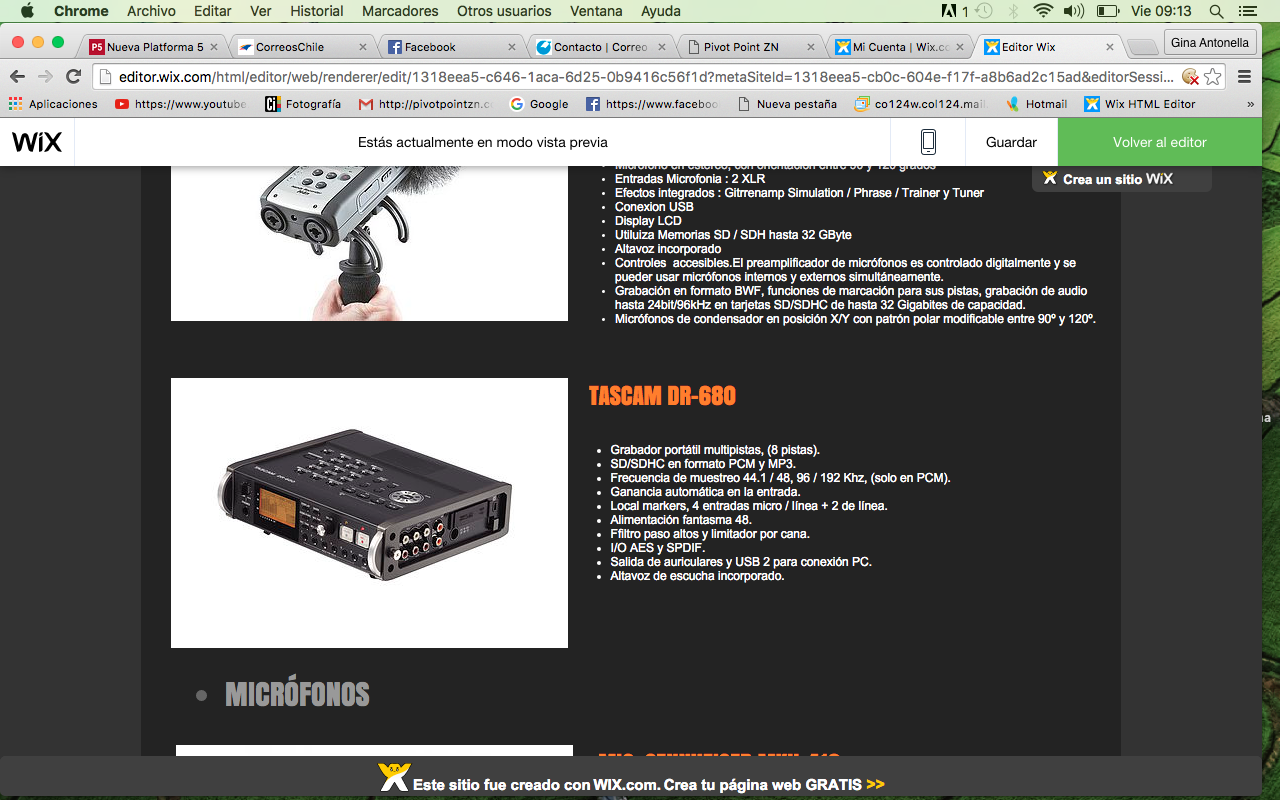 Chrome Archivo Editar Ver Historial Marcadores Otros usuarios Ventana Ayuda 1 Vie 09:13
P5 Nueva Platforma 5 CorreosChile Facebook Contacto | Correo Pivot Point ZN Mi Cuenta | Wix.co Editor Wix Gina Antonella
editor.wix.com/html/editor/web/renderer/edit/1318eea5-c646-1aca-6d25-0b9416c56f1d?metaSiteId=1318eea5-cb0c-604e-f17f-a8b6ad2c15ad&editorSessi...
Aplicaciones https://www.youtube Fotografía http://pivotpointzn.c Google https://www.faceboo Nueva pestaña co124w.col124.mail. Hotmail Wix HTML Editor »
WiX Estás actualmente en modo vista previa Guardar Volver al editor
Crea un sitio WiX
Entradas Microfonia : 2 XLR
Efectos integrados : Gitrrenamp Simulation / Phrase / Trainer y Tuner
Conexion USB
Display LCD
Utiluiza Memorias SD / SDH hasta 32 GByte
Altavoz incorporado
Controles accesibles.El preamplificador de micrófonos es controlado digitalmente y se
pueder usar micrófonos internos y externos simultáneamente.
Grabación en formato BWF, funciones de marcación para sus pistas, grabación de audio
hasta 24bit/96kHz en tarjetas SD/SDHC de hasta 32 Gigabites de capacidad.
Micrófonos de condensador en posición X/Y con patrón polar modificable entre 90º y 120º.
TASCAM DR-680
Grabador portátil multipistas, (8 pistas).
SD/SDHC en formato PCM y MP3.
Frecuencia de muestreo 44.1 / 48, 96 / 192 Khz, (solo en PCM).
Ganancia automática en la entrada.
Local markers, 4 entradas micro / línea + 2 de línea.
Alimentación fantasma 48.
Ffiltro paso altos y limitador por cana.
I/O AES y SPDIF.
Salida de auriculares y USB 2 para conexión PC.
Altavoz de escucha incorporado.
TASCAM DR-680
MICRÓFONOS
Este sitio fue creado con WIX.com. Crea tu página web GRATIS >>